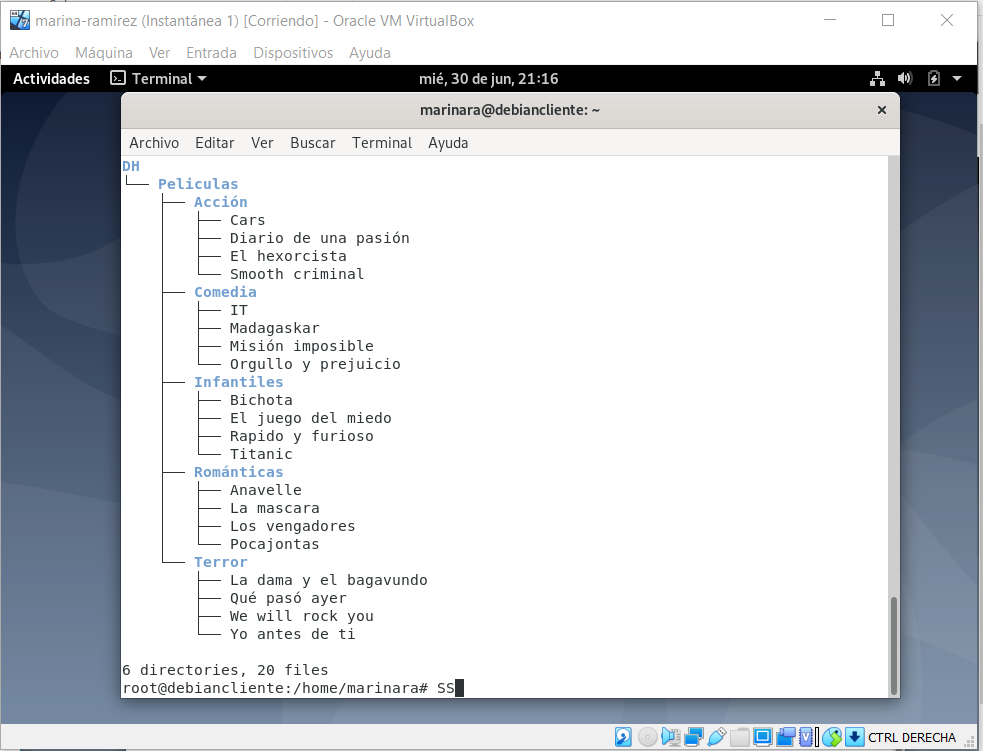 marina-ramirez (Instantánea 1) [Corriendo] - Oracle VM VirtualBox
Archivo Máquina Ver Entrada Dispositivos Ayuda
Actividades Terminal mié, 30 de jun, 21:16
marinara@debiancliente: ~
Archivo Editar Ver Buscar Terminal Ayuda
DH
└── Peliculas
    ├── Acción
    │   ├── Cars
    │   ├── Diario de una pasión
    │   ├── El hexorcista
    │   └── Smooth criminal
    ├── Comedia
    │   ├── IT
    │   ├── Madagaskar
    │   ├── Misión imposible
    │   └── Orgullo y prejuicio
    ├── Infantiles
    │   ├── Bichota
    │   ├── El juego del miedo
    │   ├── Rapido y furioso
    │   └── Titanic
    ├── Románticas
    │   ├── Anavelle
    │   ├── La mascara
    │   ├── Los vengadores
    │   └── Pocajontas
    └── Terror
        ├── La dama y el bagavundo
        ├── Qué pasó ayer
        ├── We will rock you
        └── Yo antes de ti
6 directories, 20 files
root@debiancliente:/home/marinara# SS
CTRL DERECHA